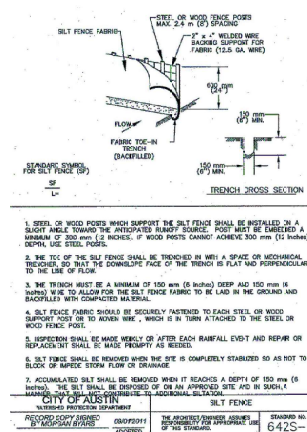 STEEL OR WOOD FENCE POSTS
MAX. 2.4 m (8') SPACING
SILT FENCE FABRIC
2" x 4" WELDED WIRE
BACKING SUPPORT FOR
FABRIC (12.5 GA. WIRE)
600 mm
(24")
FLOW
150 mm
(6") MIN.
FABRIC TOE-IN
TRENCH
(BACKFILLED)
STANDARD SYMBOL
FOR SILT FENCE (SF)
150 mm
(6") MIN.
SF
L=
TRENCH CROSS SECTION
1. STEEL OR WOOD POSTS WHICH SUPPORT THE SILT FENCE SHALL BE INSTALLED ON A
SLIGHT ANGLE TOWARD THE ANTICIPATED RUNOFF SOURCE. POST MUST BE EMBEDDED A
MINIMUM OF 300 mm (12 INCHES). IF WOOD POSTS CANNOT ACHIEVE 300 mm (12 inches)
DEPTH, USE STEEL POSTS.
2. THE TOE OF THE SILT FENCE SHALL BE TRENCHED IN WITH A SPADE OR MECHANICAL
TRENCHER, SO THAT THE DOWNSLOPE FACE OF THE TRENCH IS FLAT AND PERPENDICULAR
TO THE LINE OF FLOW.
3. THE TRENCH MUST BE A MINIMUM OF 150 mm (6 inches) DEEP AND 150 mm (6
inches) WIDE TO ALLOW FOR THE SILT FENCE FABRIC TO BE LAID IN THE GROUND AND
BACKFILLED WITH COMPACTED MATERIAL.
4. SILT FENCE FABRIC SHOULD BE SECURELY FASTENED TO EACH STEEL OR WOOD
SUPPORT POST OR TO WOVEN WIRE, WHICH IS IN TURN ATTACHED TO THE STEEL OR
WOOD FENCE POST.
5. INSPECTION SHALL BE MADE WEEKLY OR AFTER EACH RAINFALL EVENT AND REPAIR OR
REPLACEMENT SHALL BE MADE PROMPTLY AS NEEDED.
6. SILT FENCE SHALL BE REMOVED WHEN THE SITE IS COMPLETELY STABILIZED SO AS NOT TO
BLOCK OR IMPEDE STORM FLOW OR DRAINAGE.
7. ACCUMULATED SILT SHALL BE REMOVED WHEN IT REACHES A DEPTH OF 150 mm (6
inches). THE SILT SHALL BE DISPOSED OF ON AN APPROVED SITE AND IN SUCH A
MANNER THAT WILL NOT CONTRIBUTE TO ADDITIONAL SILTATION.
CITY OF AUSTIN
WATERSHED PROTECTION DEPARTMENT
SILT FENCE
RECORD COPY SIGNED
BY MORGAN BYARS
09/01/2011
ADOPTED
THE ARCHITECT/ENGINEER ASSUMES
RESPONSIBILITY FOR APPROPRIATE USE
OF THIS STANDARD.
STANDARD NO.
642S-